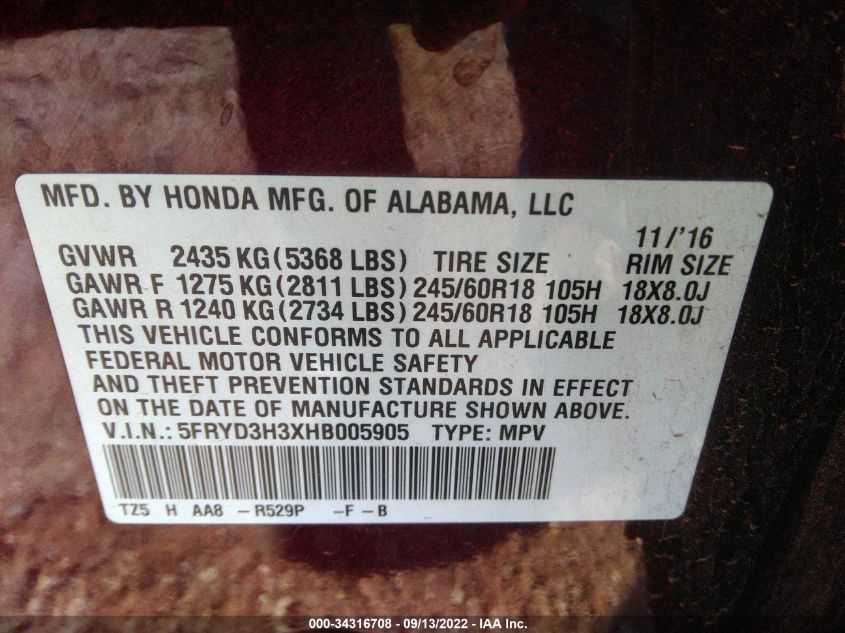 MFD. BY HONDA MFG. OF ALABAMA, LLC
11/'16
GVWR 2435 KG (5368 LBS) TIRE SIZE RIM SIZE
GAWR F 1275 KG (2811 LBS) 245/60R18 105H 18X8.0J
GAWR R 1240 KG (2734 LBS) 245/60R18 105H 18X8.0J
THIS VEHICLE CONFORMS TO ALL APPLICABLE
FEDERAL MOTOR VEHICLE SAFETY
AND THEFT PREVENTION STANDARDS IN EFFECT
ON THE DATE OF MANUFACTURE SHOWN ABOVE.
V.I.N.: 5FRYD3H3XHB005905 TYPE: MPV
TZ5 H AA8 – R529P – F – B
000-34316708 - 09/13/2022 - IAA Inc.